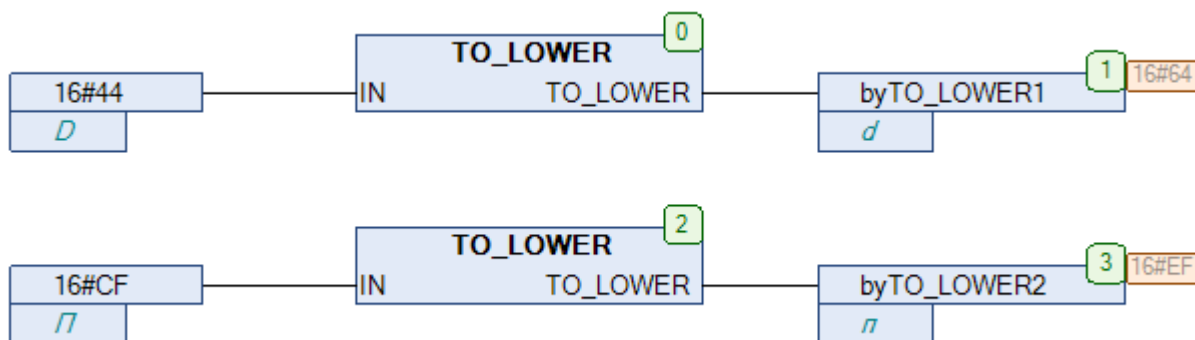 0
TO_LOWER
16#44 IN TO_LOWER byTO_LOWER1 1 16#64
D d
2
TO_LOWER
16#CF IN TO_LOWER byTO_LOWER2 3 16#EF
П п